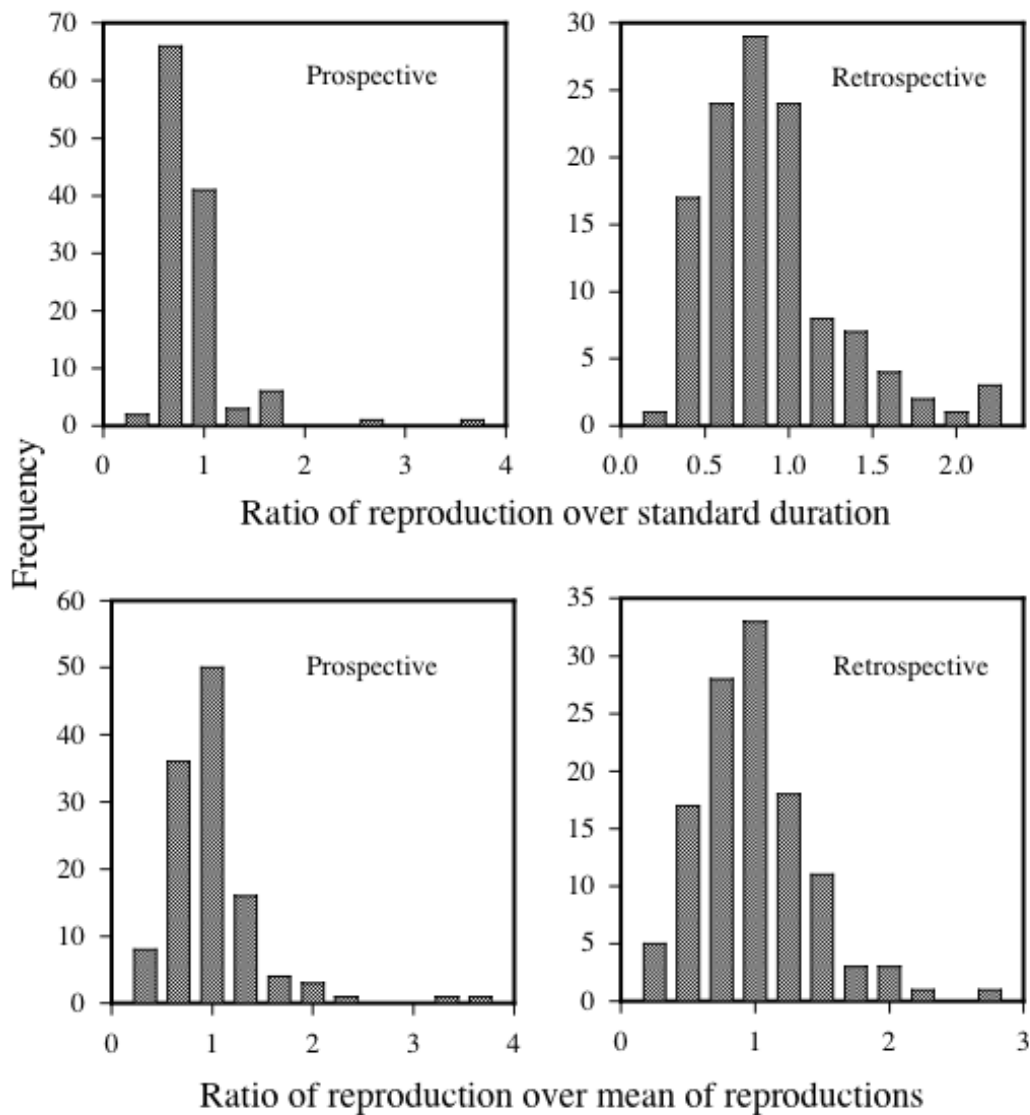 70
60
50
40
30
20
10
0
Prospective
0 1 2 3 4
30
25
20
15
10
5
0
Retrospective
0.0 0.5 1.0 1.5 2.0
Ratio of reproduction over standard duration
Frequency
60
50
40
30
20
10
0
Prospective
0 1 2 3 4
35
30
25
20
15
10
5
0
Retrospective
0 1 2 3
Ratio of reproduction over mean of reproductions